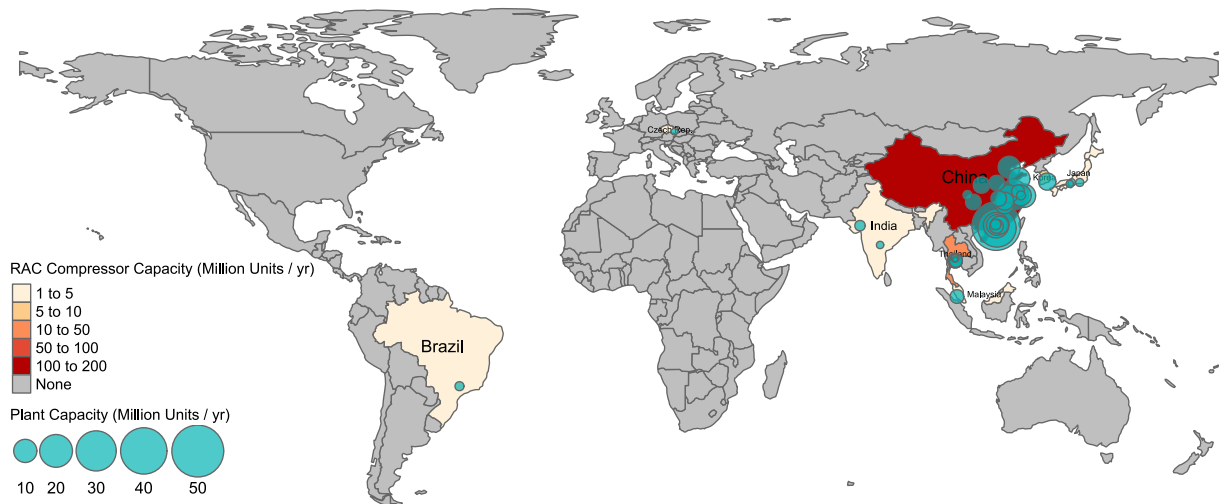 Czech Rep.
China
Korea
Japan
India
Thailand
Malaysia
Brazil
RAC Compressor Capacity (Million Units / yr)
1 to 5
5 to 10
10 to 50
50 to 100
100 to 200
None
Plant Capacity (Million Units / yr)
10 20 30 40 50